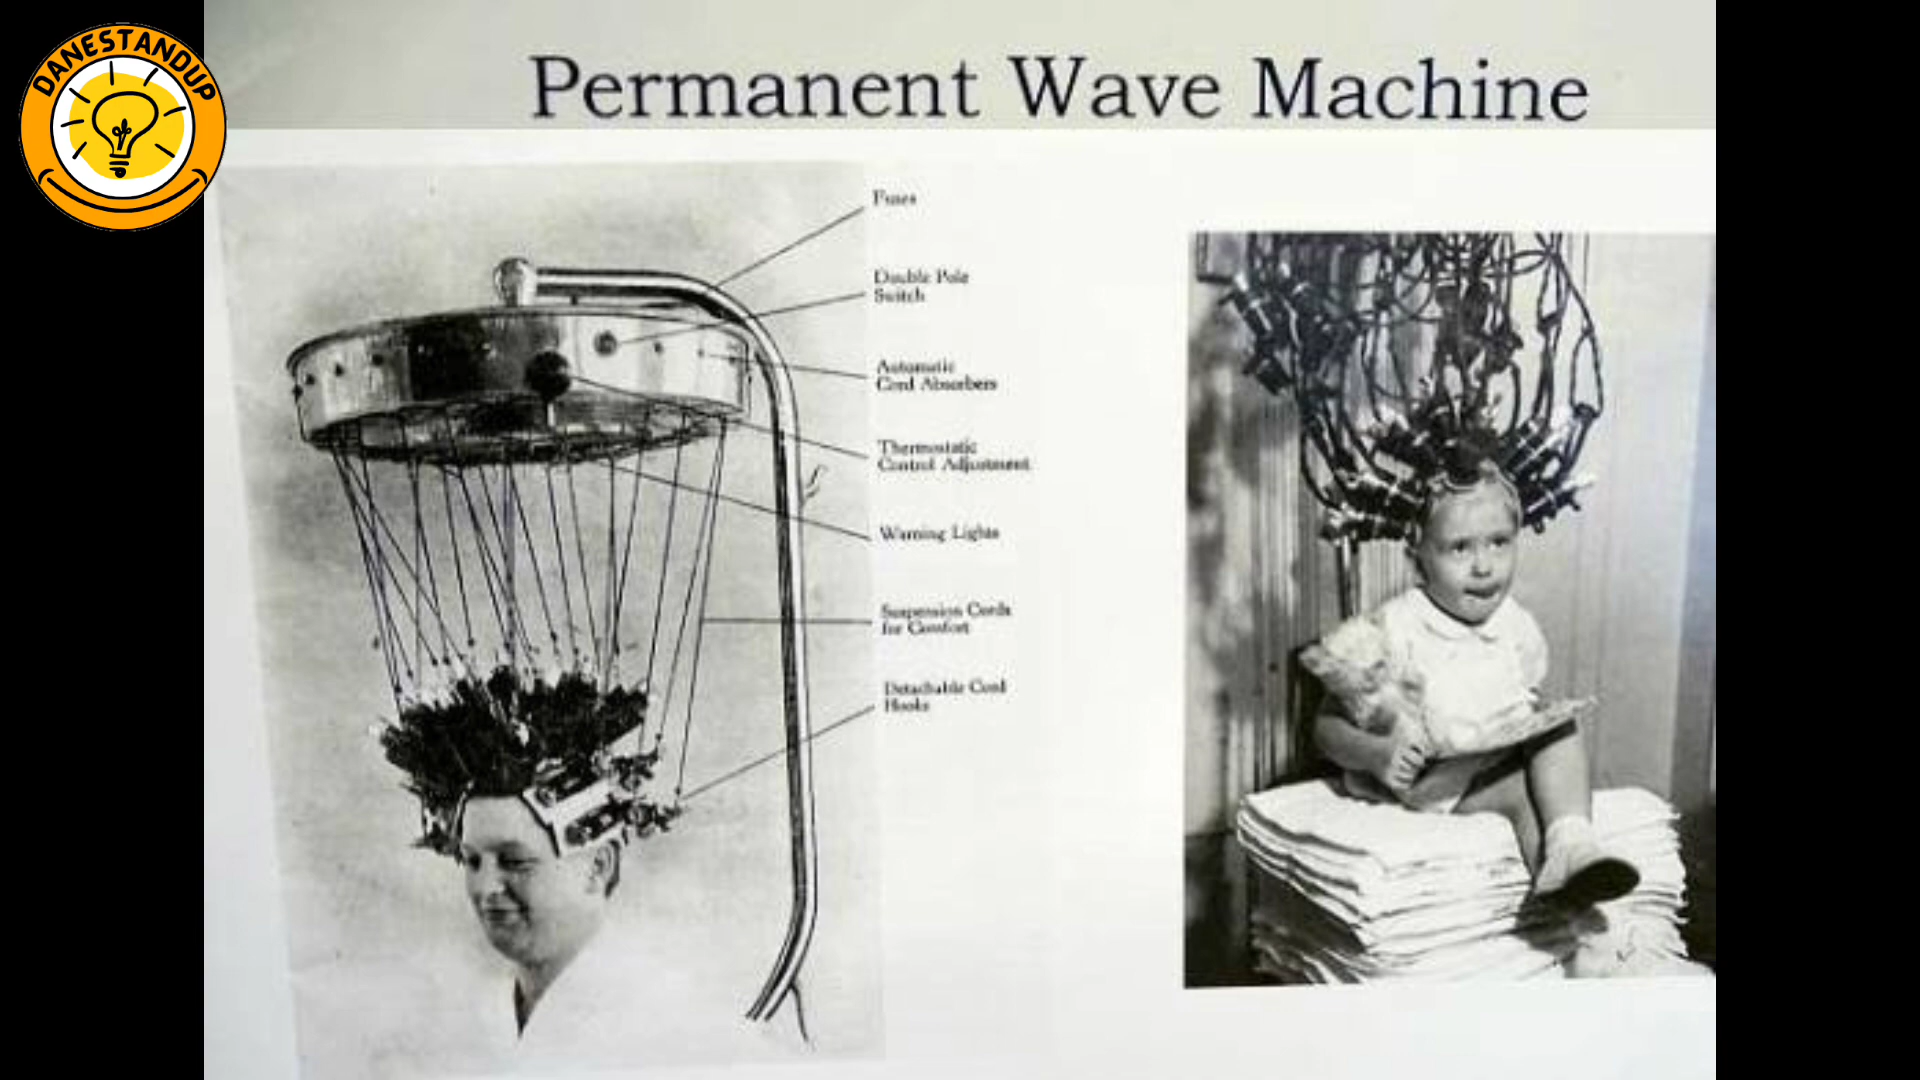 DANESTANDUP
Permanent Wave Machine
Fuses
Double Pole
Switch
Automatic
Cord Absorbers
Thermostatic
Control Adjustment
Warning Lights
Suspension Cords
for Comfort
Detachable Cord
Hooks